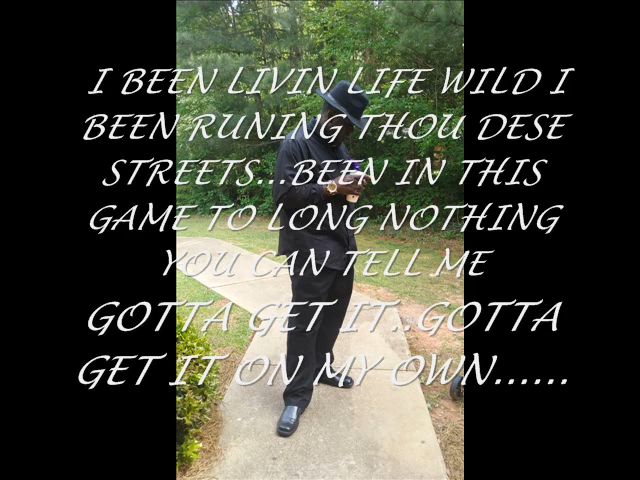 I BEEN LIVIN LIFE WILD I
BEEN RUNING THOU DESE
STREETS...BEEN IN THIS
GAME TO LONG NOTHING
YOU CAN TELL ME
GOTTA GET IT..GOTTA
GET IT ON MY OWN......